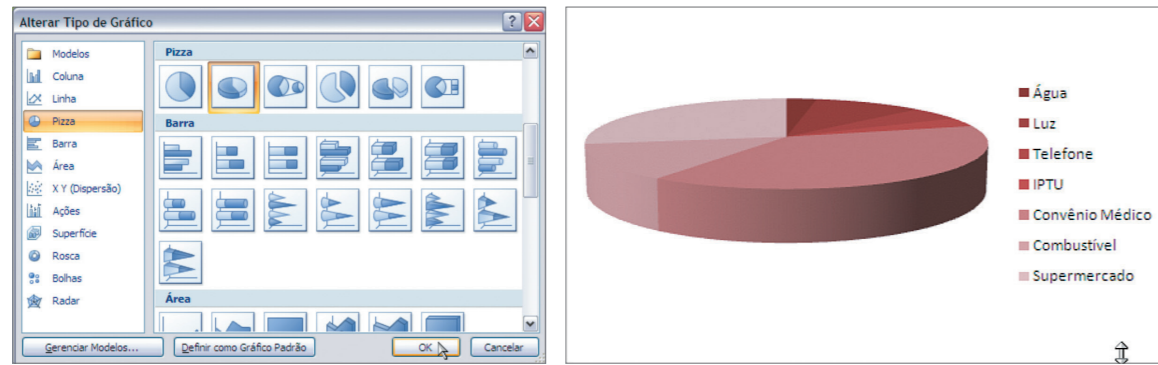 Alterar Tipo de Gráfico
Modelos
Coluna
Linha
Pizza
Barra
Área
X Y (Dispersão)
Ações
Superfície
Rosca
Bolhas
Radar
Pizza
Barra
Área
Gerenciar Modelos...
Definir como Gráfico Padrão
OK
Cancelar
Água
Luz
Telefone
IPTU
Convênio Médico
Combustível
Supermercado